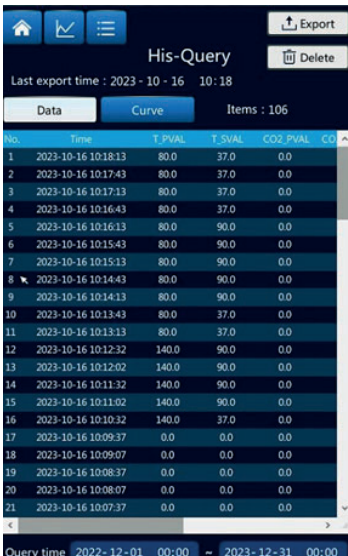 Export
His-Query
Delete
Last export time : 2023 - 10 - 16 10:18
Data Curve Items : 106
No. Time T_PVAL T_SVAL CO2_PVAL CO
1 2023-10-16 10:18:13 80.0 37.0 0.0
2 2023-10-16 10:17:43 80.0 37.0 0.0
3 2023-10-16 10:17:13 80.0 37.0 0.0
4 2023-10-16 10:16:43 80.0 37.0 0.0
5 2023-10-16 10:16:13 80.0 90.0 0.0
6 2023-10-16 10:15:43 80.0 90.0 0.0
7 2023-10-16 10:15:13 80.0 90.0 0.0
8 2023-10-16 10:14:43 80.0 90.0 0.0
9 2023-10-16 10:14:13 80.0 90.0 0.0
10 2023-10-16 10:13:43 80.0 37.0 0.0
11 2023-10-16 10:13:13 80.0 37.0 0.0
12 2023-10-16 10:12:32 140.0 90.0 0.0
13 2023-10-16 10:12:02 140.0 90.0 0.0
14 2023-10-16 10:11:32 140.0 90.0 0.0
15 2023-10-16 10:11:02 140.0 90.0 0.0
16 2023-10-16 10:10:32 140.0 37.0 0.0
17 2023-10-16 10:09:37 0.0 0.0 0.0
18 2023-10-16 10:09:07 0.0 0.0 0.0
19 2023-10-16 10:08:37 0.0 0.0 0.0
20 2023-10-16 10:08:07 0.0 0.0 0.0
21 2023-10-16 10:07:37 0.0 0.0 0.0
Query time 2022-12-01 00:00 ~ 2023-12-31 00:00